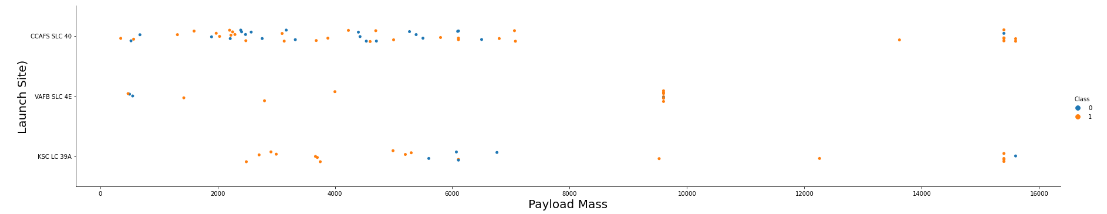 CCAFS SLC 40
VAFB SLC 4E
KSC LC 39A
Launch Site)
0
2000
4000
6000
8000
10000
12000
14000
16000
Payload Mass
Class
0
1